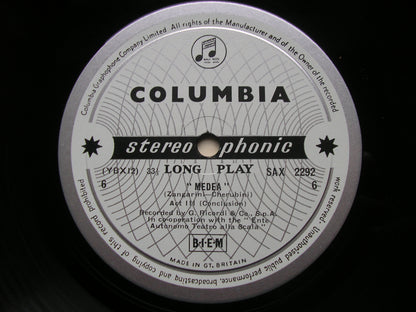 Columbia Graphophone Company Limited. All rights of the Manufacturer and of the Owner of the recorded
work reserved. Unauthorised public performance, broadcasting and copying of this record prohibited
COLUMBIA
stereo phonic
(YBX12) 33⅓ LONG PLAY SAX 2292
6 6
" MEDEA "
(Zangarini—Cherubini)
Act III (Conclusion)
Recorded by G. Ricordi & Co., S.p.A.
In co-operation with the "Ente
Autonomo Teatro alla Scala"
B·I·E·M
MADE IN GT. BRITAIN